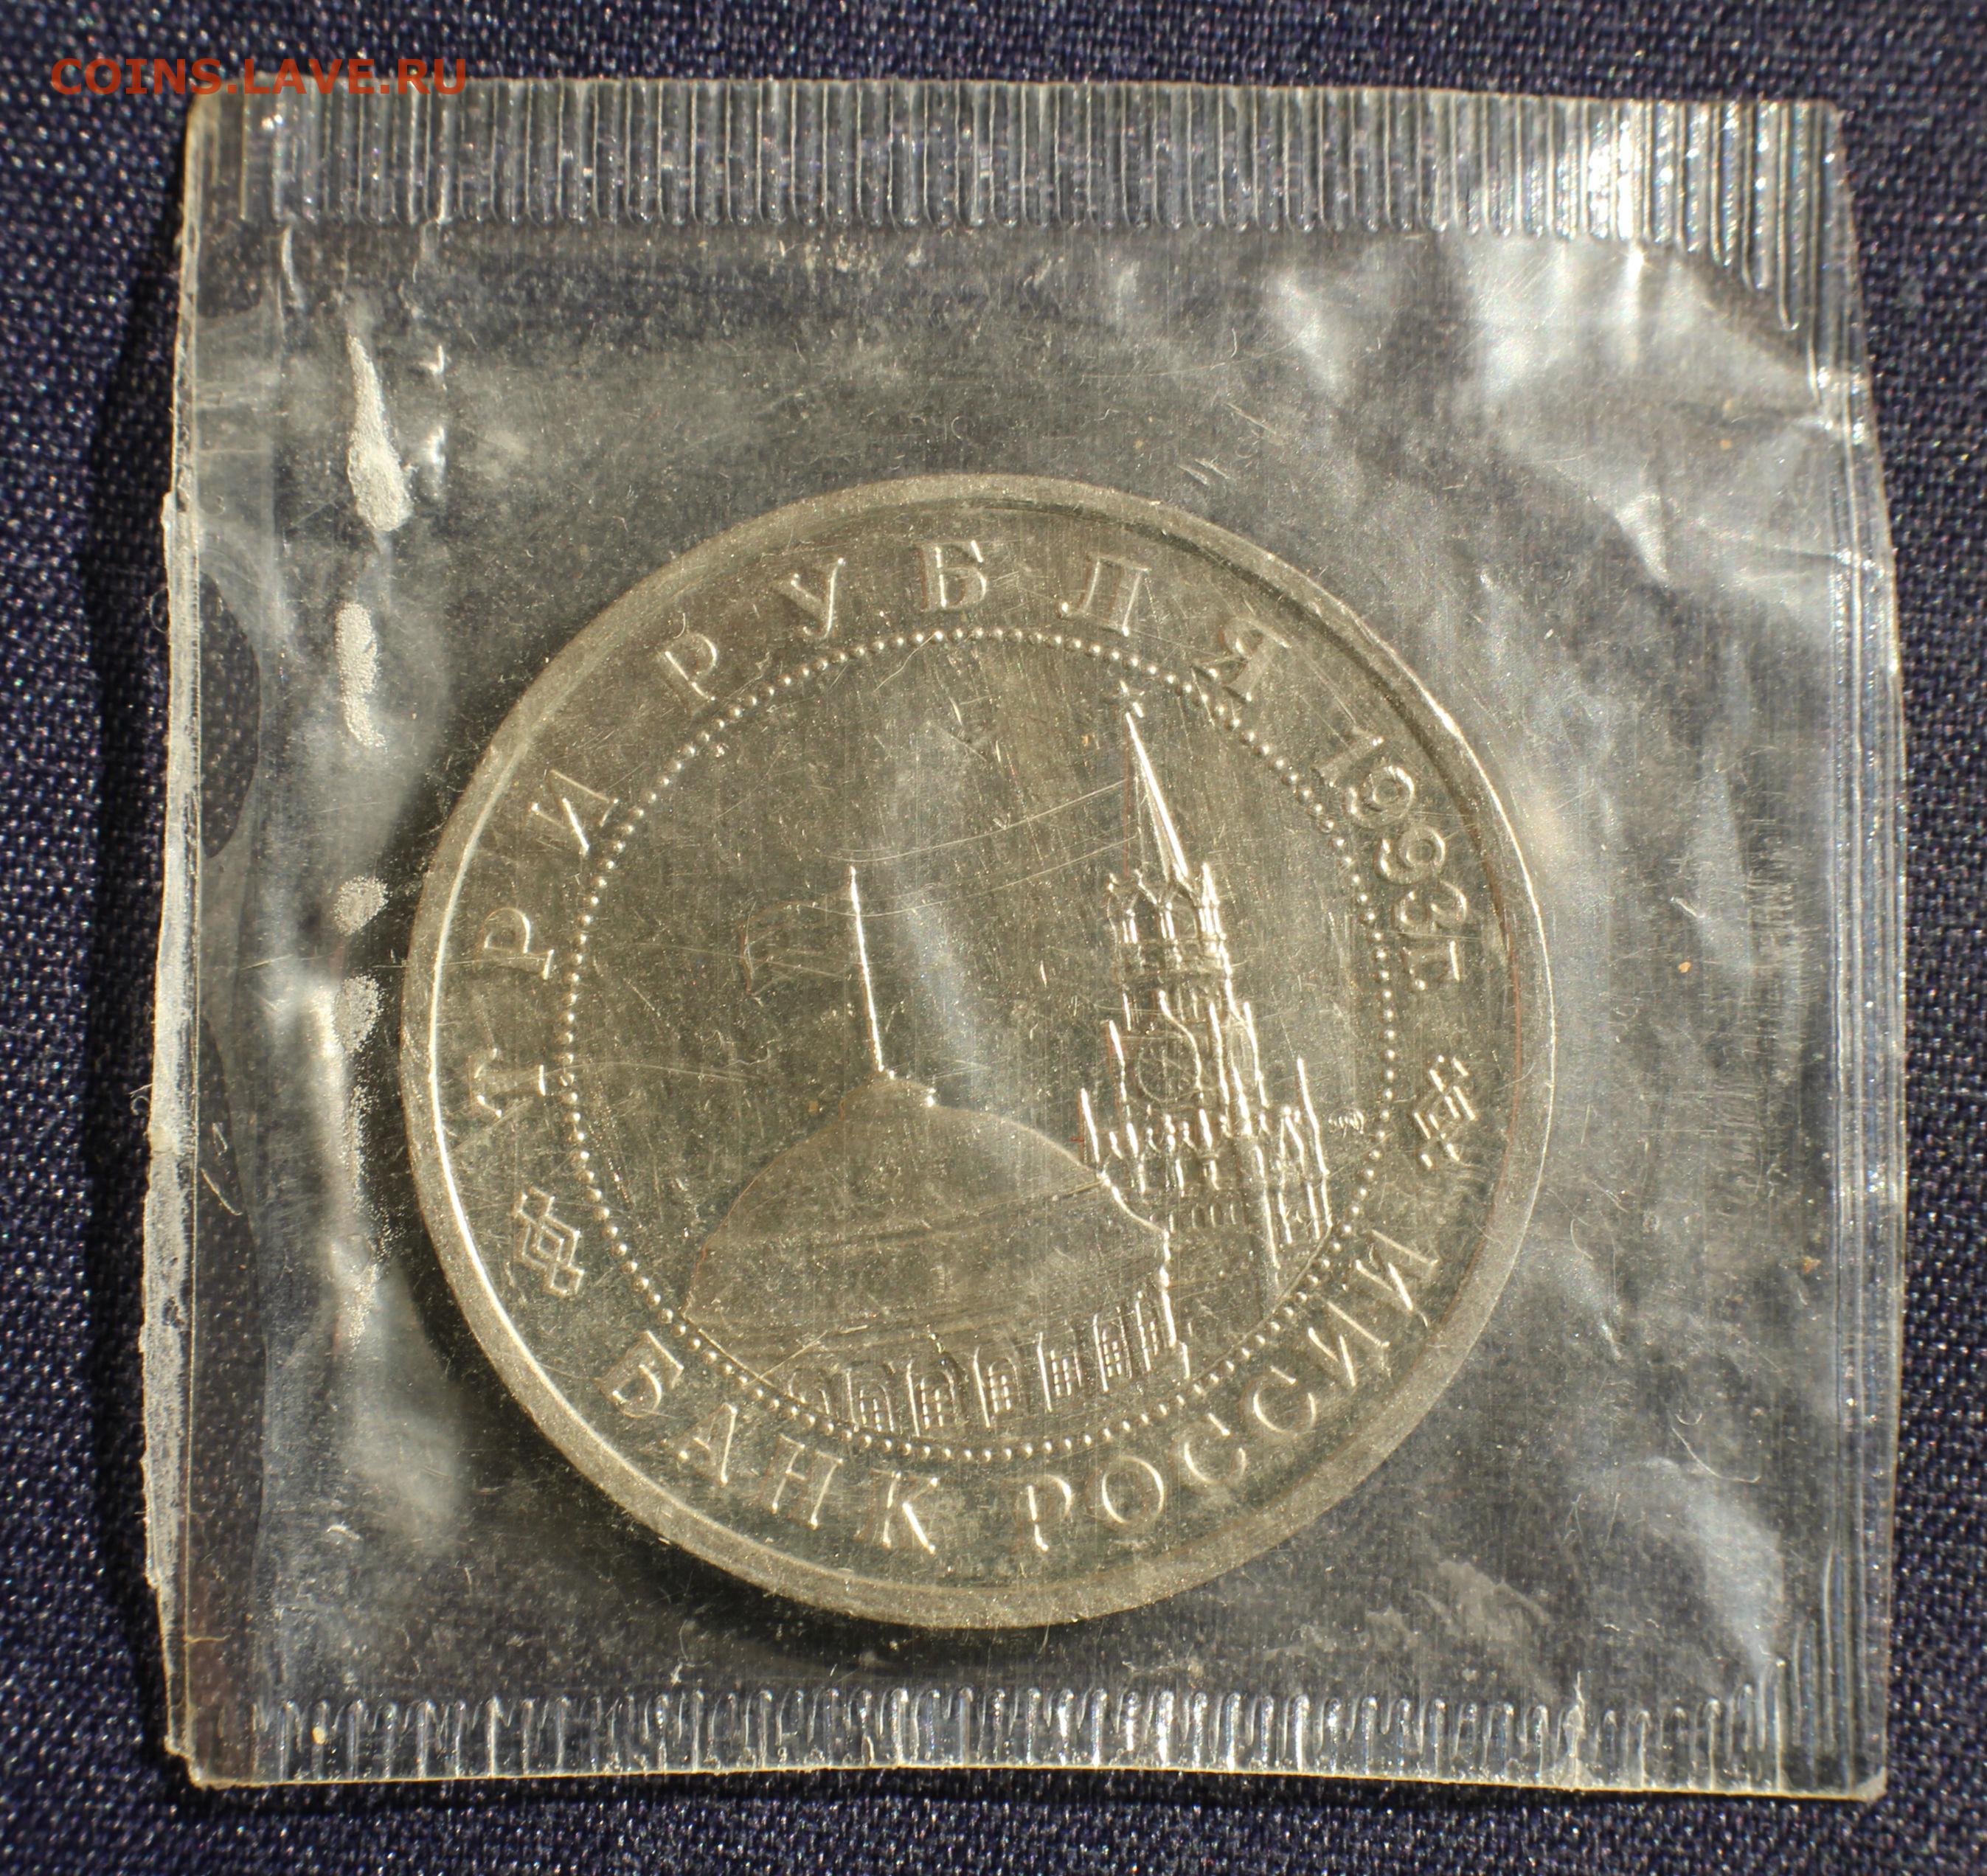 COINS.LAVE.RU
ТРИ РУБЛЯ 1993г.
БАНК РОССИИ